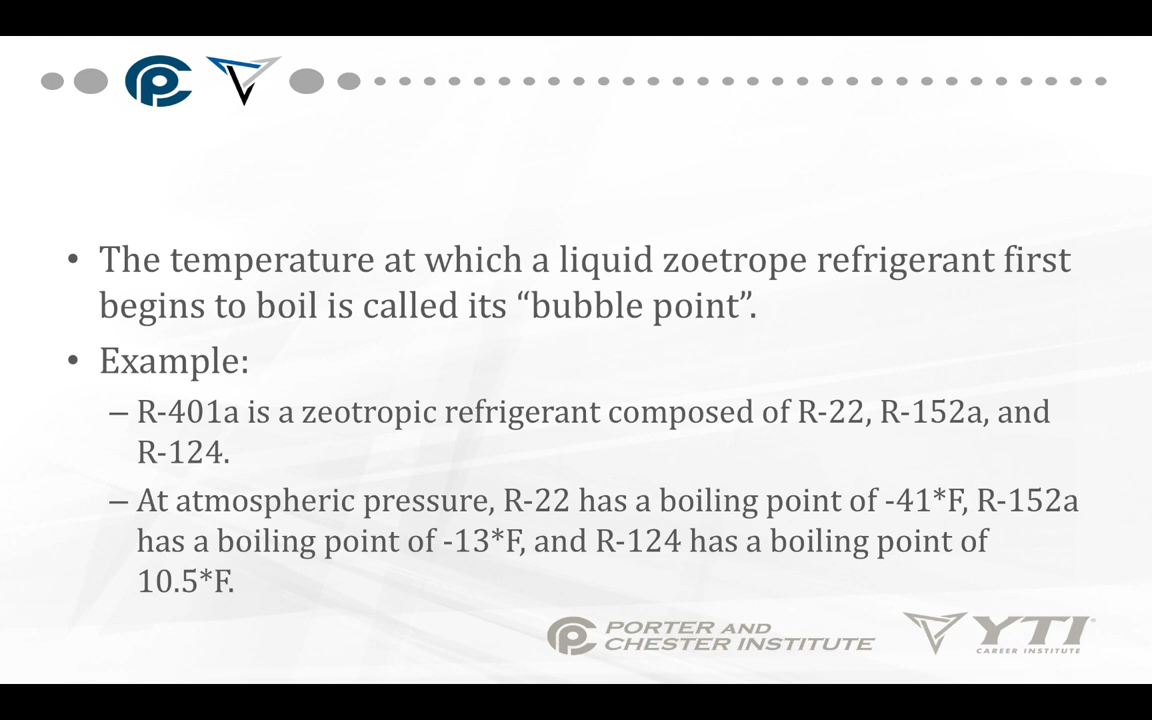 • The temperature at which a liquid zoetrope refrigerant first
begins to boil is called its “bubble point”.
• Example:
– R-401a is a zeotropic refrigerant composed of R-22, R-152a, and
R-124.
– At atmospheric pressure, R-22 has a boiling point of -41*F, R-152a
has a boiling point of -13*F, and R-124 has a boiling point of
10.5*F.
PORTER AND
CHESTER INSTITUTE
YTI
CAREER INSTITUTE